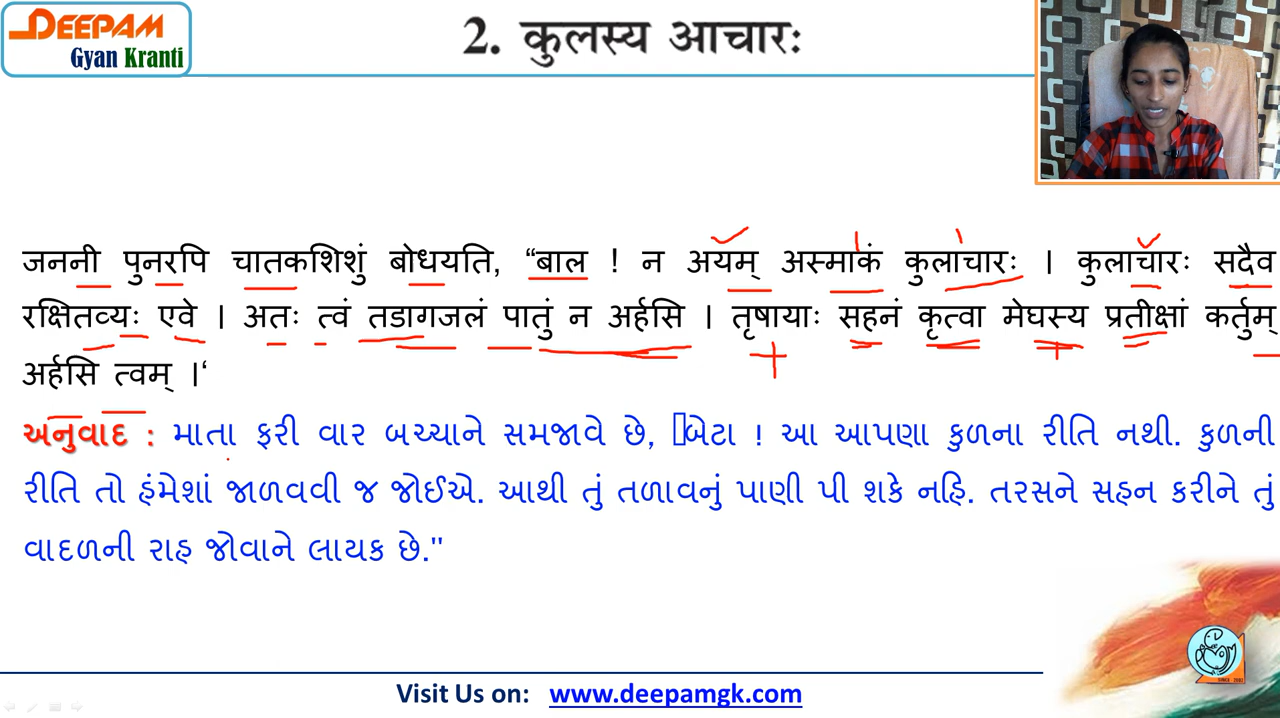 DEEPAM
Gyan Kranti
2. कुलस्य आचारः
जननी पुनरपि चातकशिशुं बोधयति, “बाल ! न अयम् अस्माकं कुलाचारः । कुलाचारः सदैव
रक्षितव्यः एवे । अतः त्वं तडागजलं पातुं न अर्हसि । तृषायाः सहनं कृत्वा मेघस्य प्रतीक्षां कर्तुम्
अर्हसि त्वम् ।‘
અનુવાદ : માતા ફરી વાર બચ્ચાને સમજાવે છે, બેટા ! આ આપણા કુળના રીતિ નથી. કુળની
રીતિ તો હંમેશાં જાળવવી જ જોઈએ. આથી તું તળાવનું પાણી પી શકે નહિ. તરસને સહન કરીને તું
વાદળની રાહ જોવાને લાયક છે."
Visit Us on: www.deepamgk.com